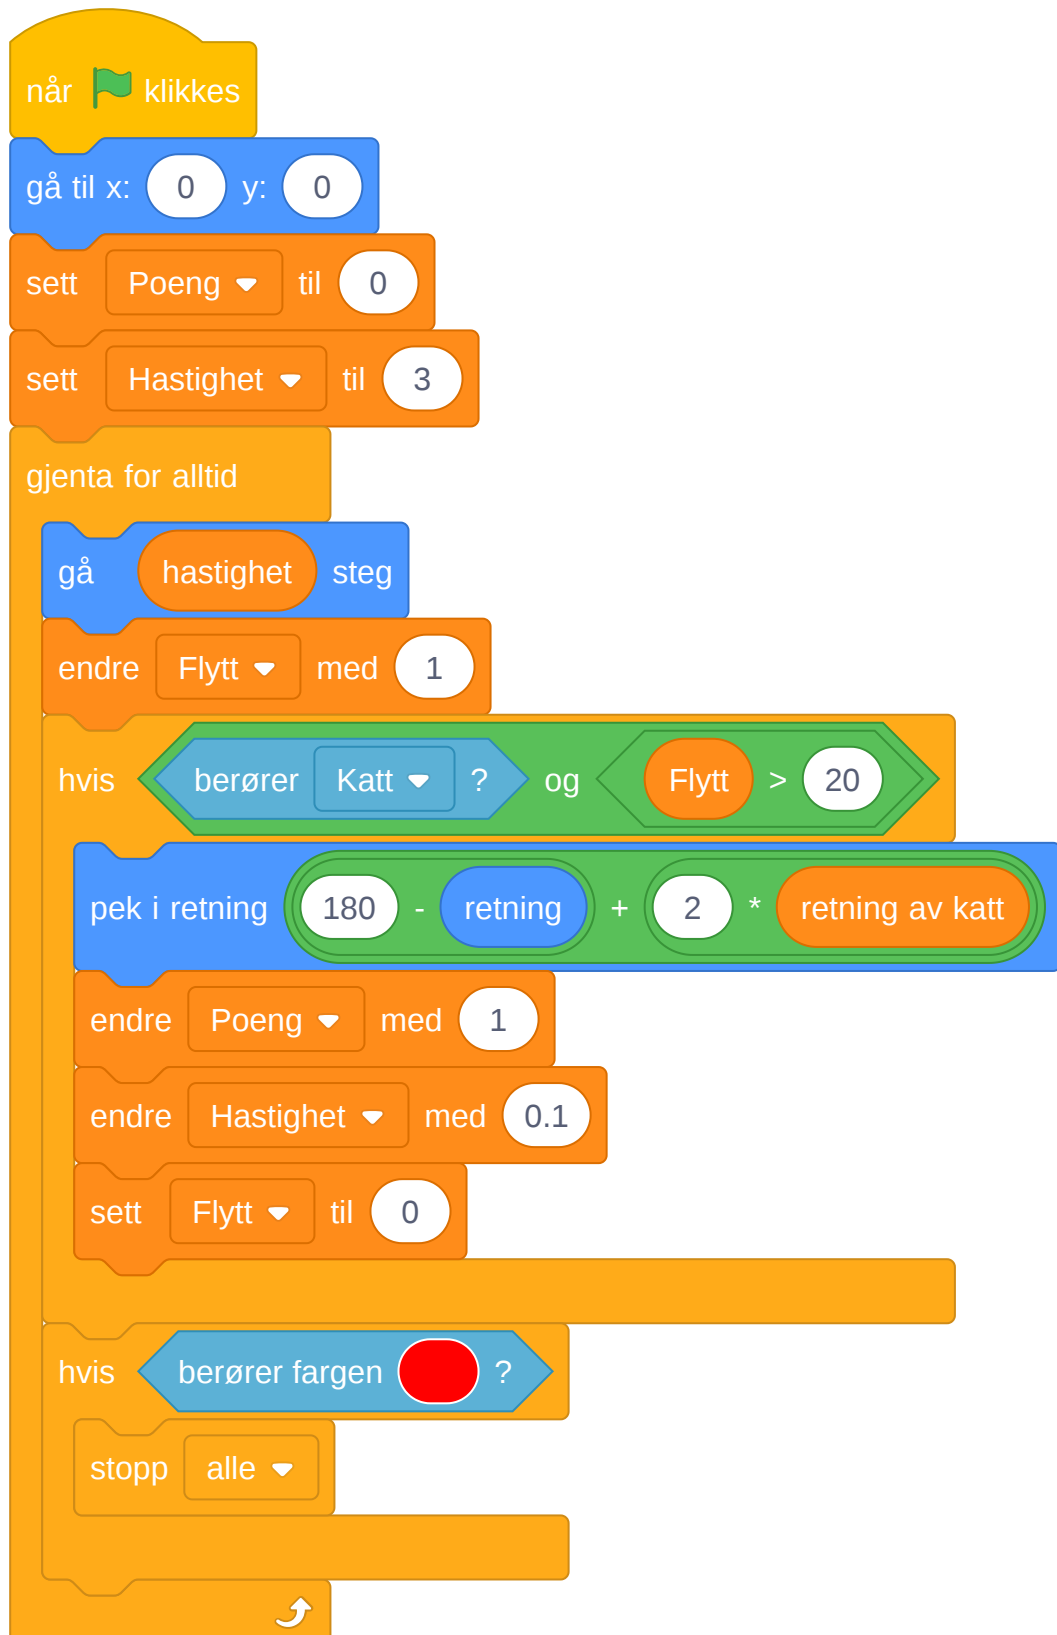 når klikkes
gå til x: 0 y: 0
sett Poeng til 0
sett Hastighet til 3
gjenta for alltid
gå hastighet steg
endre Flytt med 1
hvis berører Katt ? og Flytt > 20
pek i retning 180 - retning + 2 * retning av katt
endre Poeng med 1
endre Hastighet med 0.1
sett Flytt til 0
hvis berører fargen ?
stopp alle